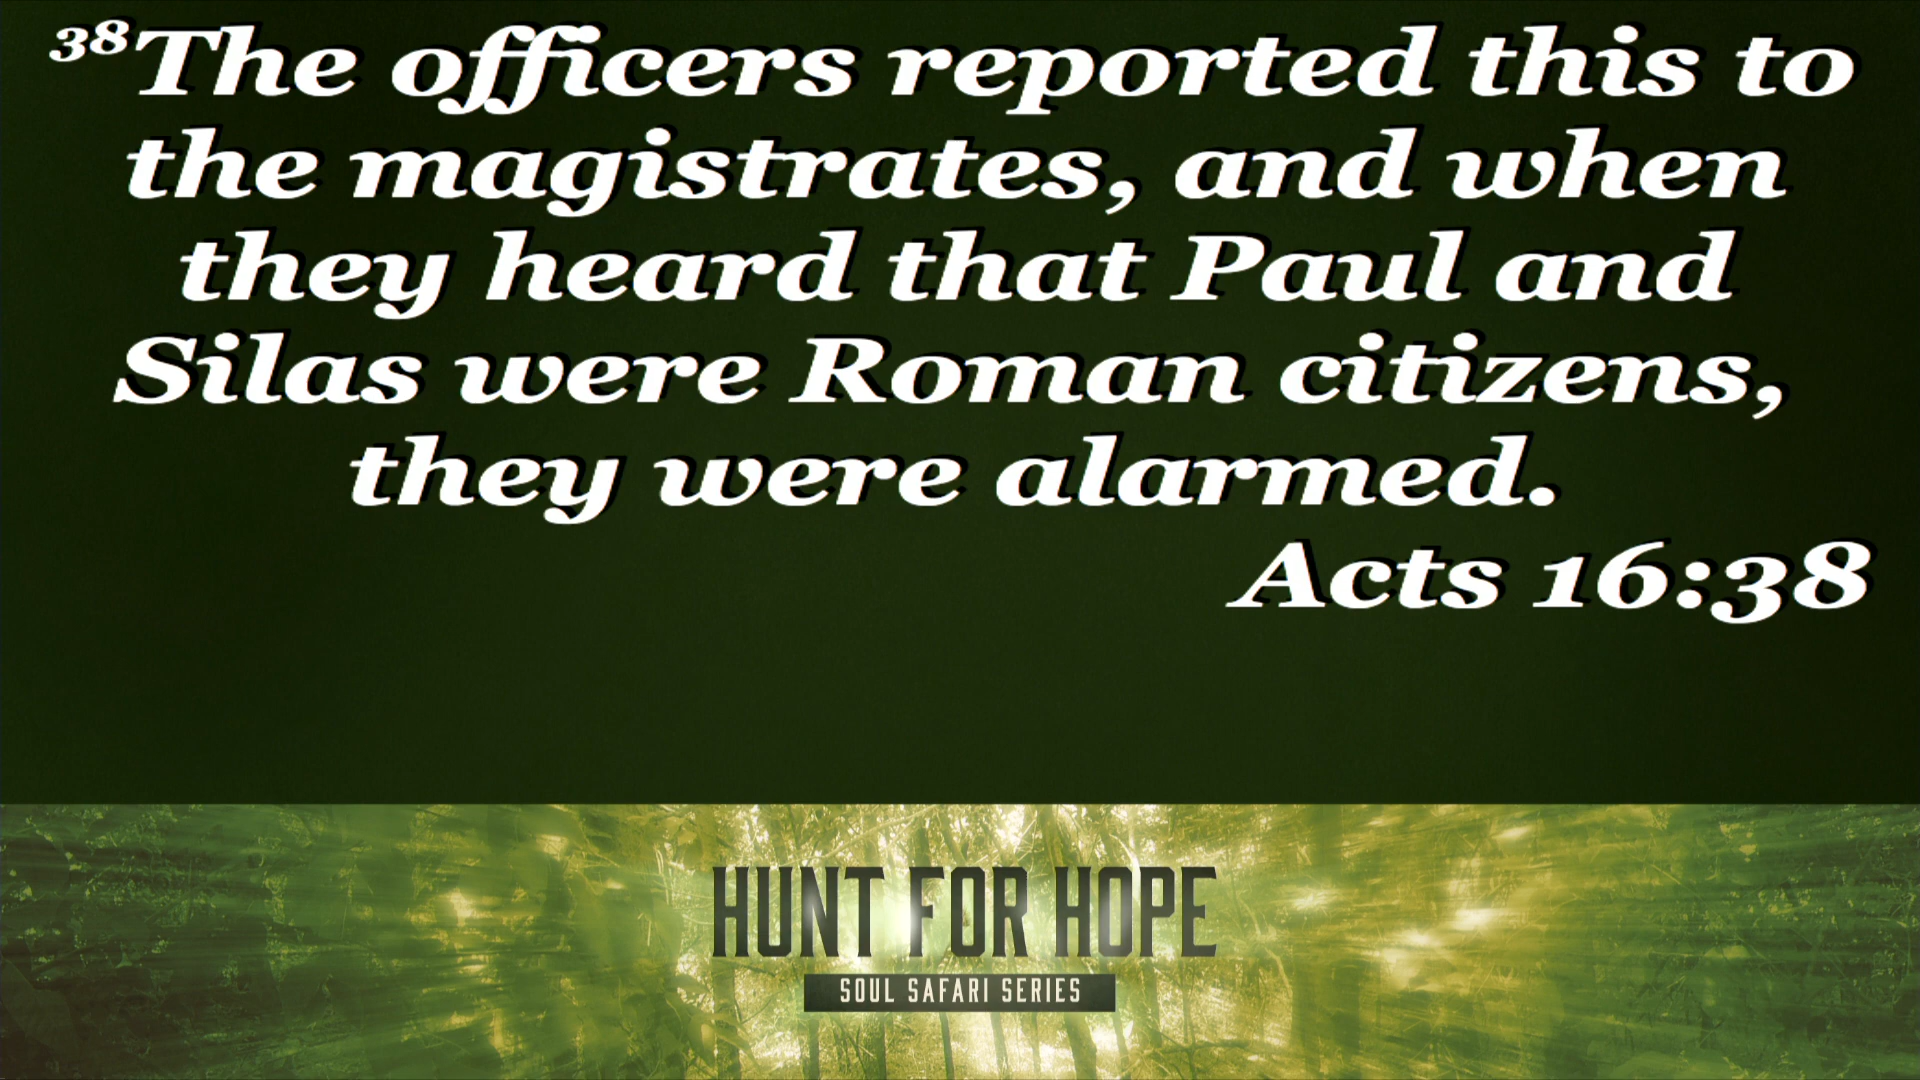 ³⁸The officers reported this to
the magistrates, and when
they heard that Paul and
Silas were Roman citizens,
they were alarmed.
Acts 16:38
HUNT FOR HOPE
SOUL SAFARI SERIES